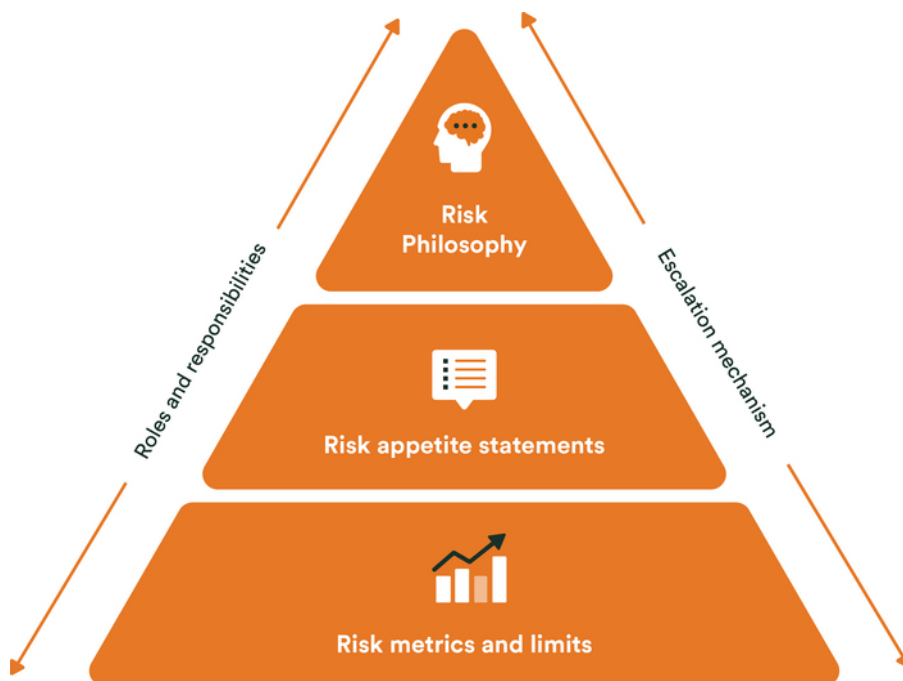 Risk
Philosophy
Roles and responsibilities
Escalation mechanism
Risk appetite statements
Risk metrics and limits